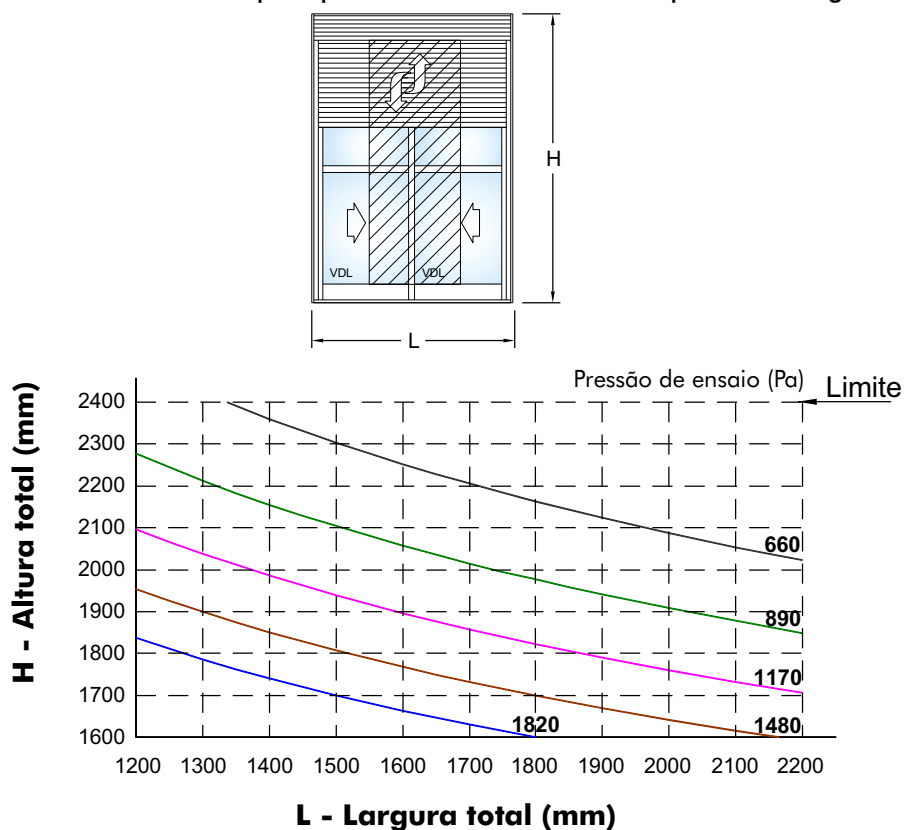 H
VDL VDL
L
Pressão de ensaio (Pa)
Limite
H - Altura total (mm)
2400
2300
2200
2100
2000
1900
1800
1700
1600
660
890
1170
1480
1820
1200 1300 1400 1500 1600 1700 1800 1900 2000 2100 2200
L - Largura total (mm)